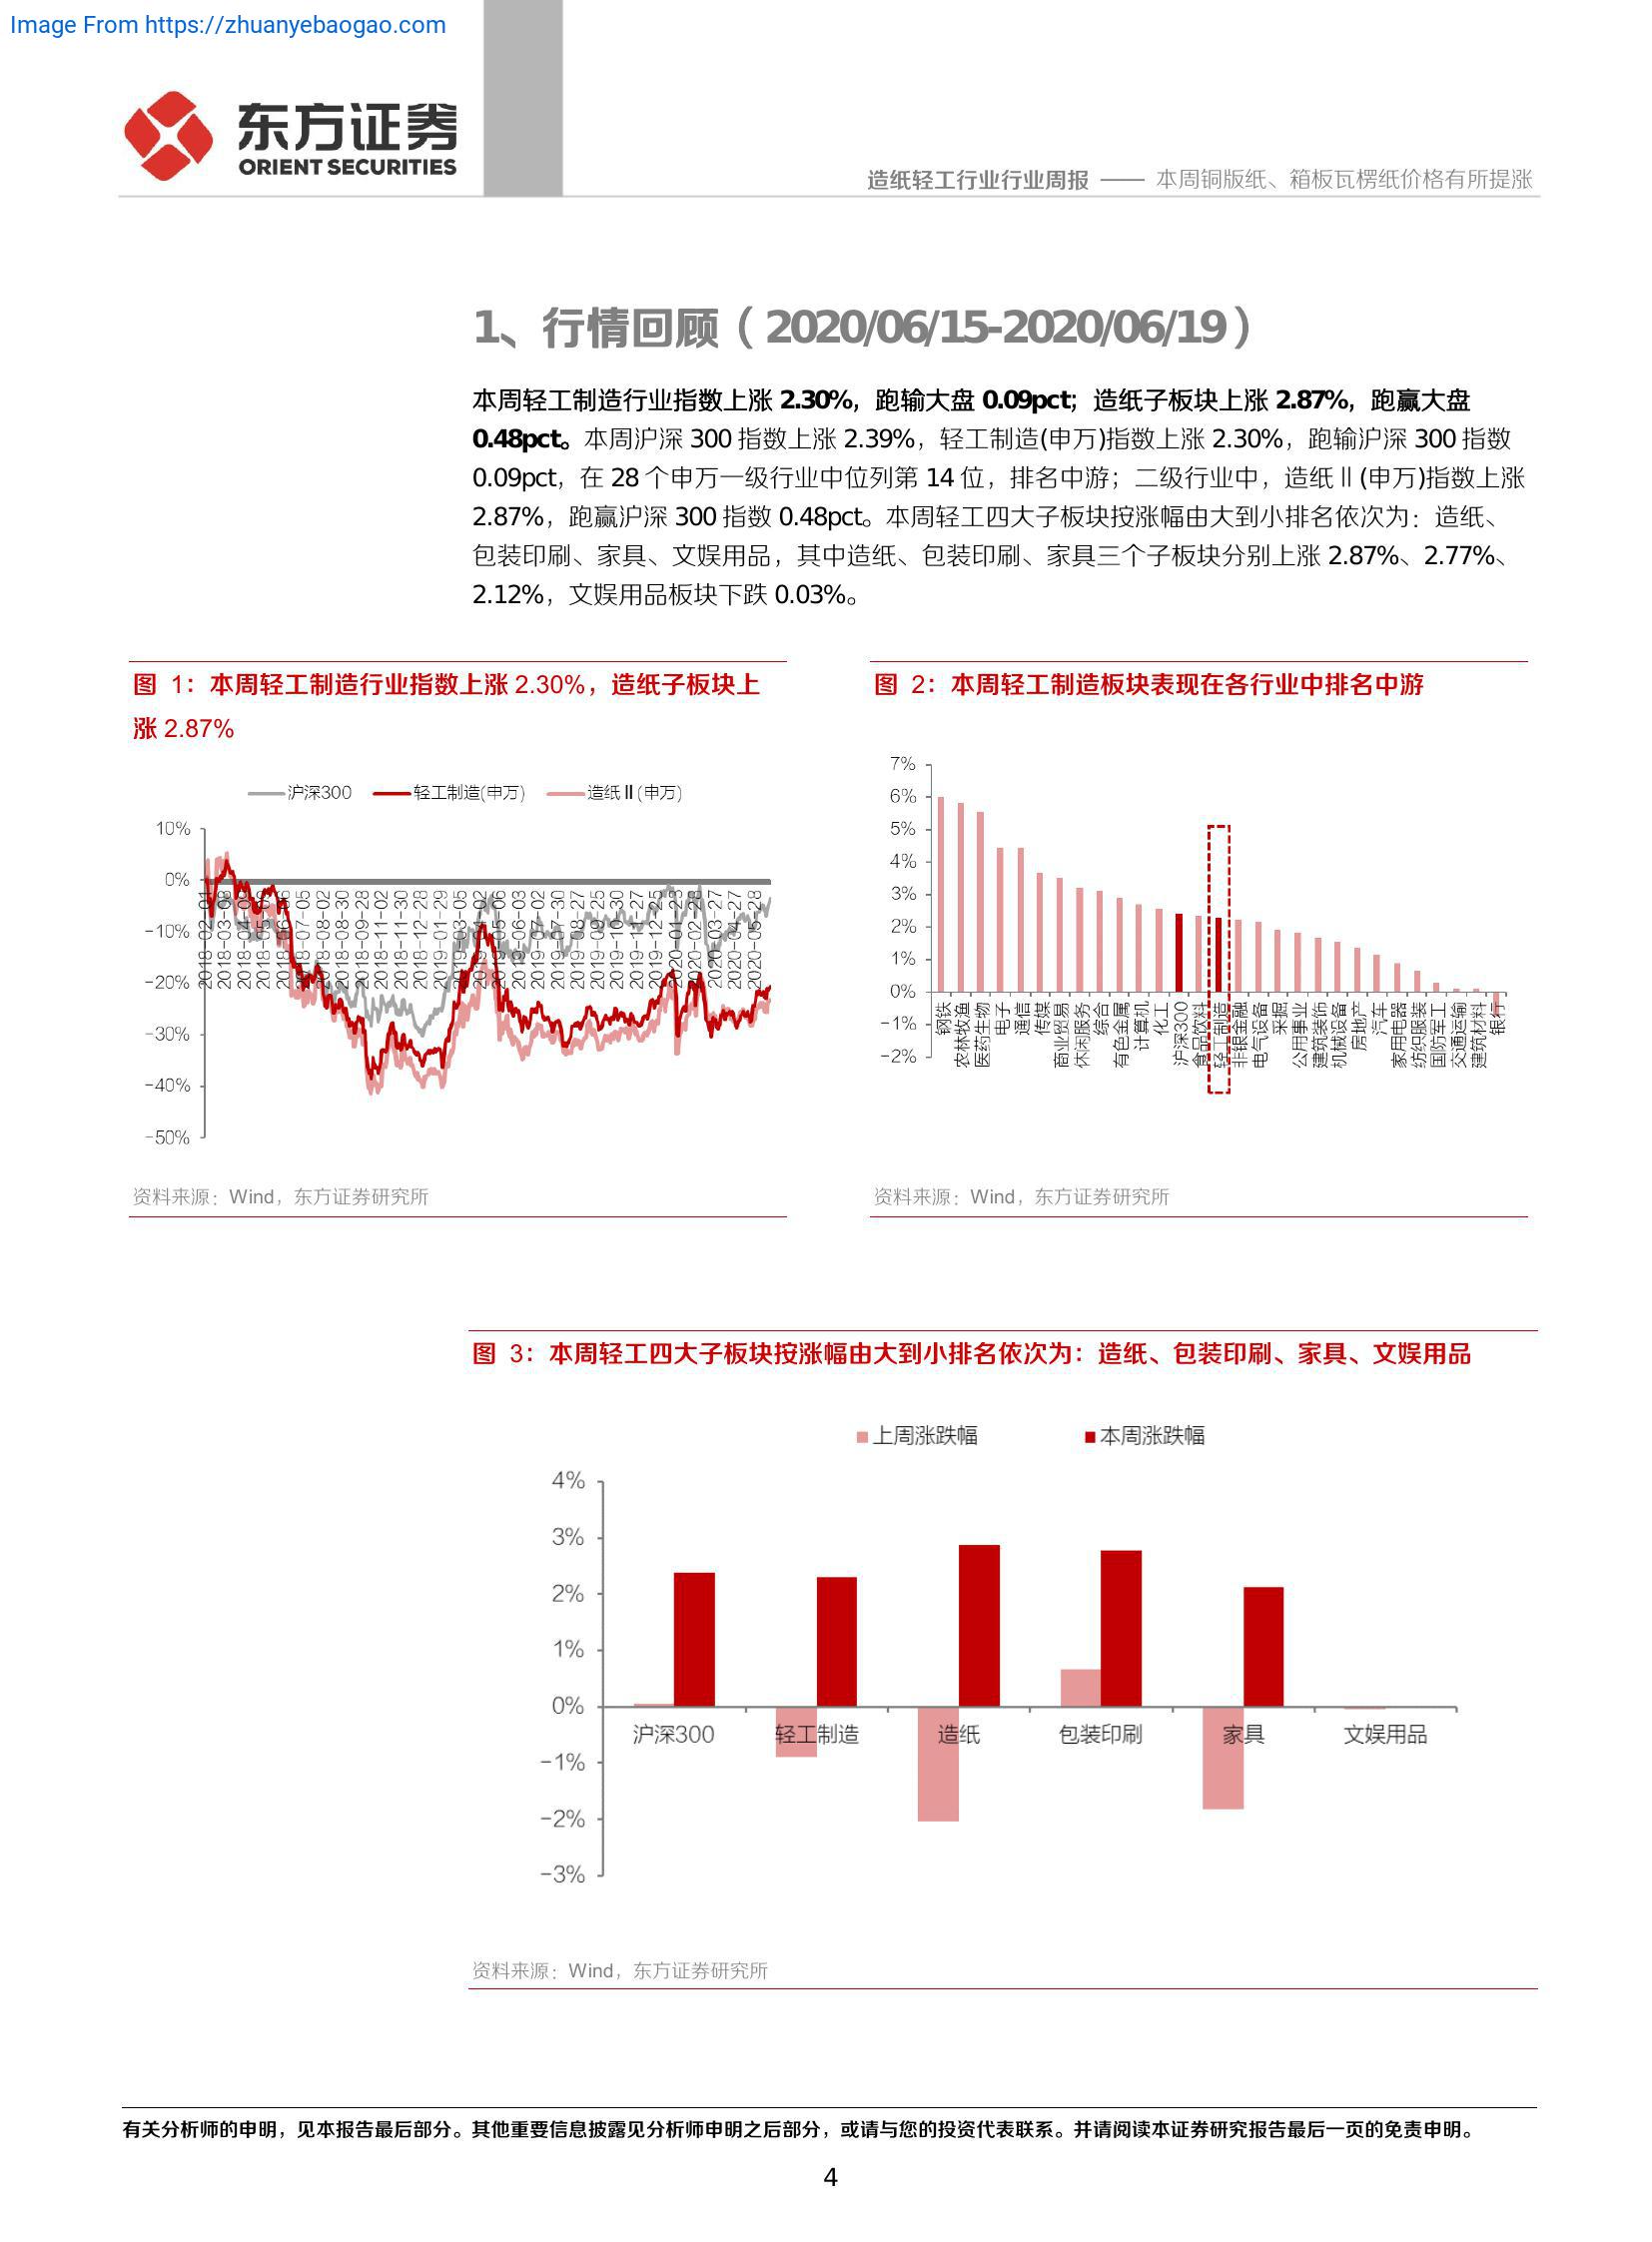 Image From https://zhuanyebaogao.com
东方证券
ORIENT SECURITIES
造纸轻工行业行业周报 —— 本周铜版纸、箱板瓦楞纸价格有所提涨
1、行情回顾（2020/06/15-2020/06/19）
本周轻工制造行业指数上涨 2.30%，跑输大盘 0.09pct；造纸子板块上涨 2.87%，跑赢大盘
0.48pct。本周沪深 300 指数上涨 2.39%，轻工制造(申万)指数上涨 2.30%，跑输沪深 300 指数
0.09pct，在 28 个申万一级行业中位列第 14 位，排名中游；二级行业中，造纸Ⅱ(申万)指数上涨
2.87%，跑赢沪深 300 指数 0.48pct。本周轻工四大子板块按涨幅由大到小排名依次为：造纸、
包装印刷、家具、文娱用品，其中造纸、包装印刷、家具三个子板块分别上涨 2.87%、2.77%、
2.12%，文娱用品板块下跌 0.03%。
图 1：本周轻工制造行业指数上涨 2.30%，造纸子板块上
涨 2.87%
沪深300 轻工制造(申万) 造纸Ⅱ(申万)
10%
0%
-10%
-20%
-30%
-40%
-50%
2018-02-01
2018-03-08
2018-04-09
2018-05-09
2018-06-06
2018-07-05
2018-08-02
2018-08-30
2018-09-28
2018-11-02
2018-11-30
2018-12-28
2019-01-29
2019-03-05
2019-04-02
2019-05-06
2019-06-03
2019-07-02
2019-07-30
2019-08-27
2019-09-25
2019-10-30
2019-11-27
2019-12-25
2020-01-23
2020-02-28
2020-03-27
2020-04-27
2020-05-28
资料来源：Wind，东方证券研究所
图 2：本周轻工制造板块表现在各行业中排名中游
7%
6%
5%
4%
3%
2%
1%
0%
-1%
-2%
钢铁
农林牧渔
医药生物
电子
通信
传媒
商业贸易
休闲服务
综合
有色金属
计算机
化工
沪深300
食品饮料
轻工制造
非银金融
电气设备
采掘
公用事业
建筑装饰
机械设备
房地产
汽车
家用电器
纺织服装
国防军工
交通运输
建筑材料
银行
资料来源：Wind，东方证券研究所
图 3：本周轻工四大子板块按涨幅由大到小排名依次为：造纸、包装印刷、家具、文娱用品
上周涨跌幅 本周涨跌幅
4%
3%
2%
1%
0%
-1%
-2%
-3%
沪深300 轻工制造 造纸 包装印刷 家具 文娱用品
资料来源：Wind，东方证券研究所
有关分析师的申明，见本报告最后部分。其他重要信息披露见分析师申明之后部分，或请与您的投资代表联系。并请阅读本证券研究报告最后一页的免责申明。
4